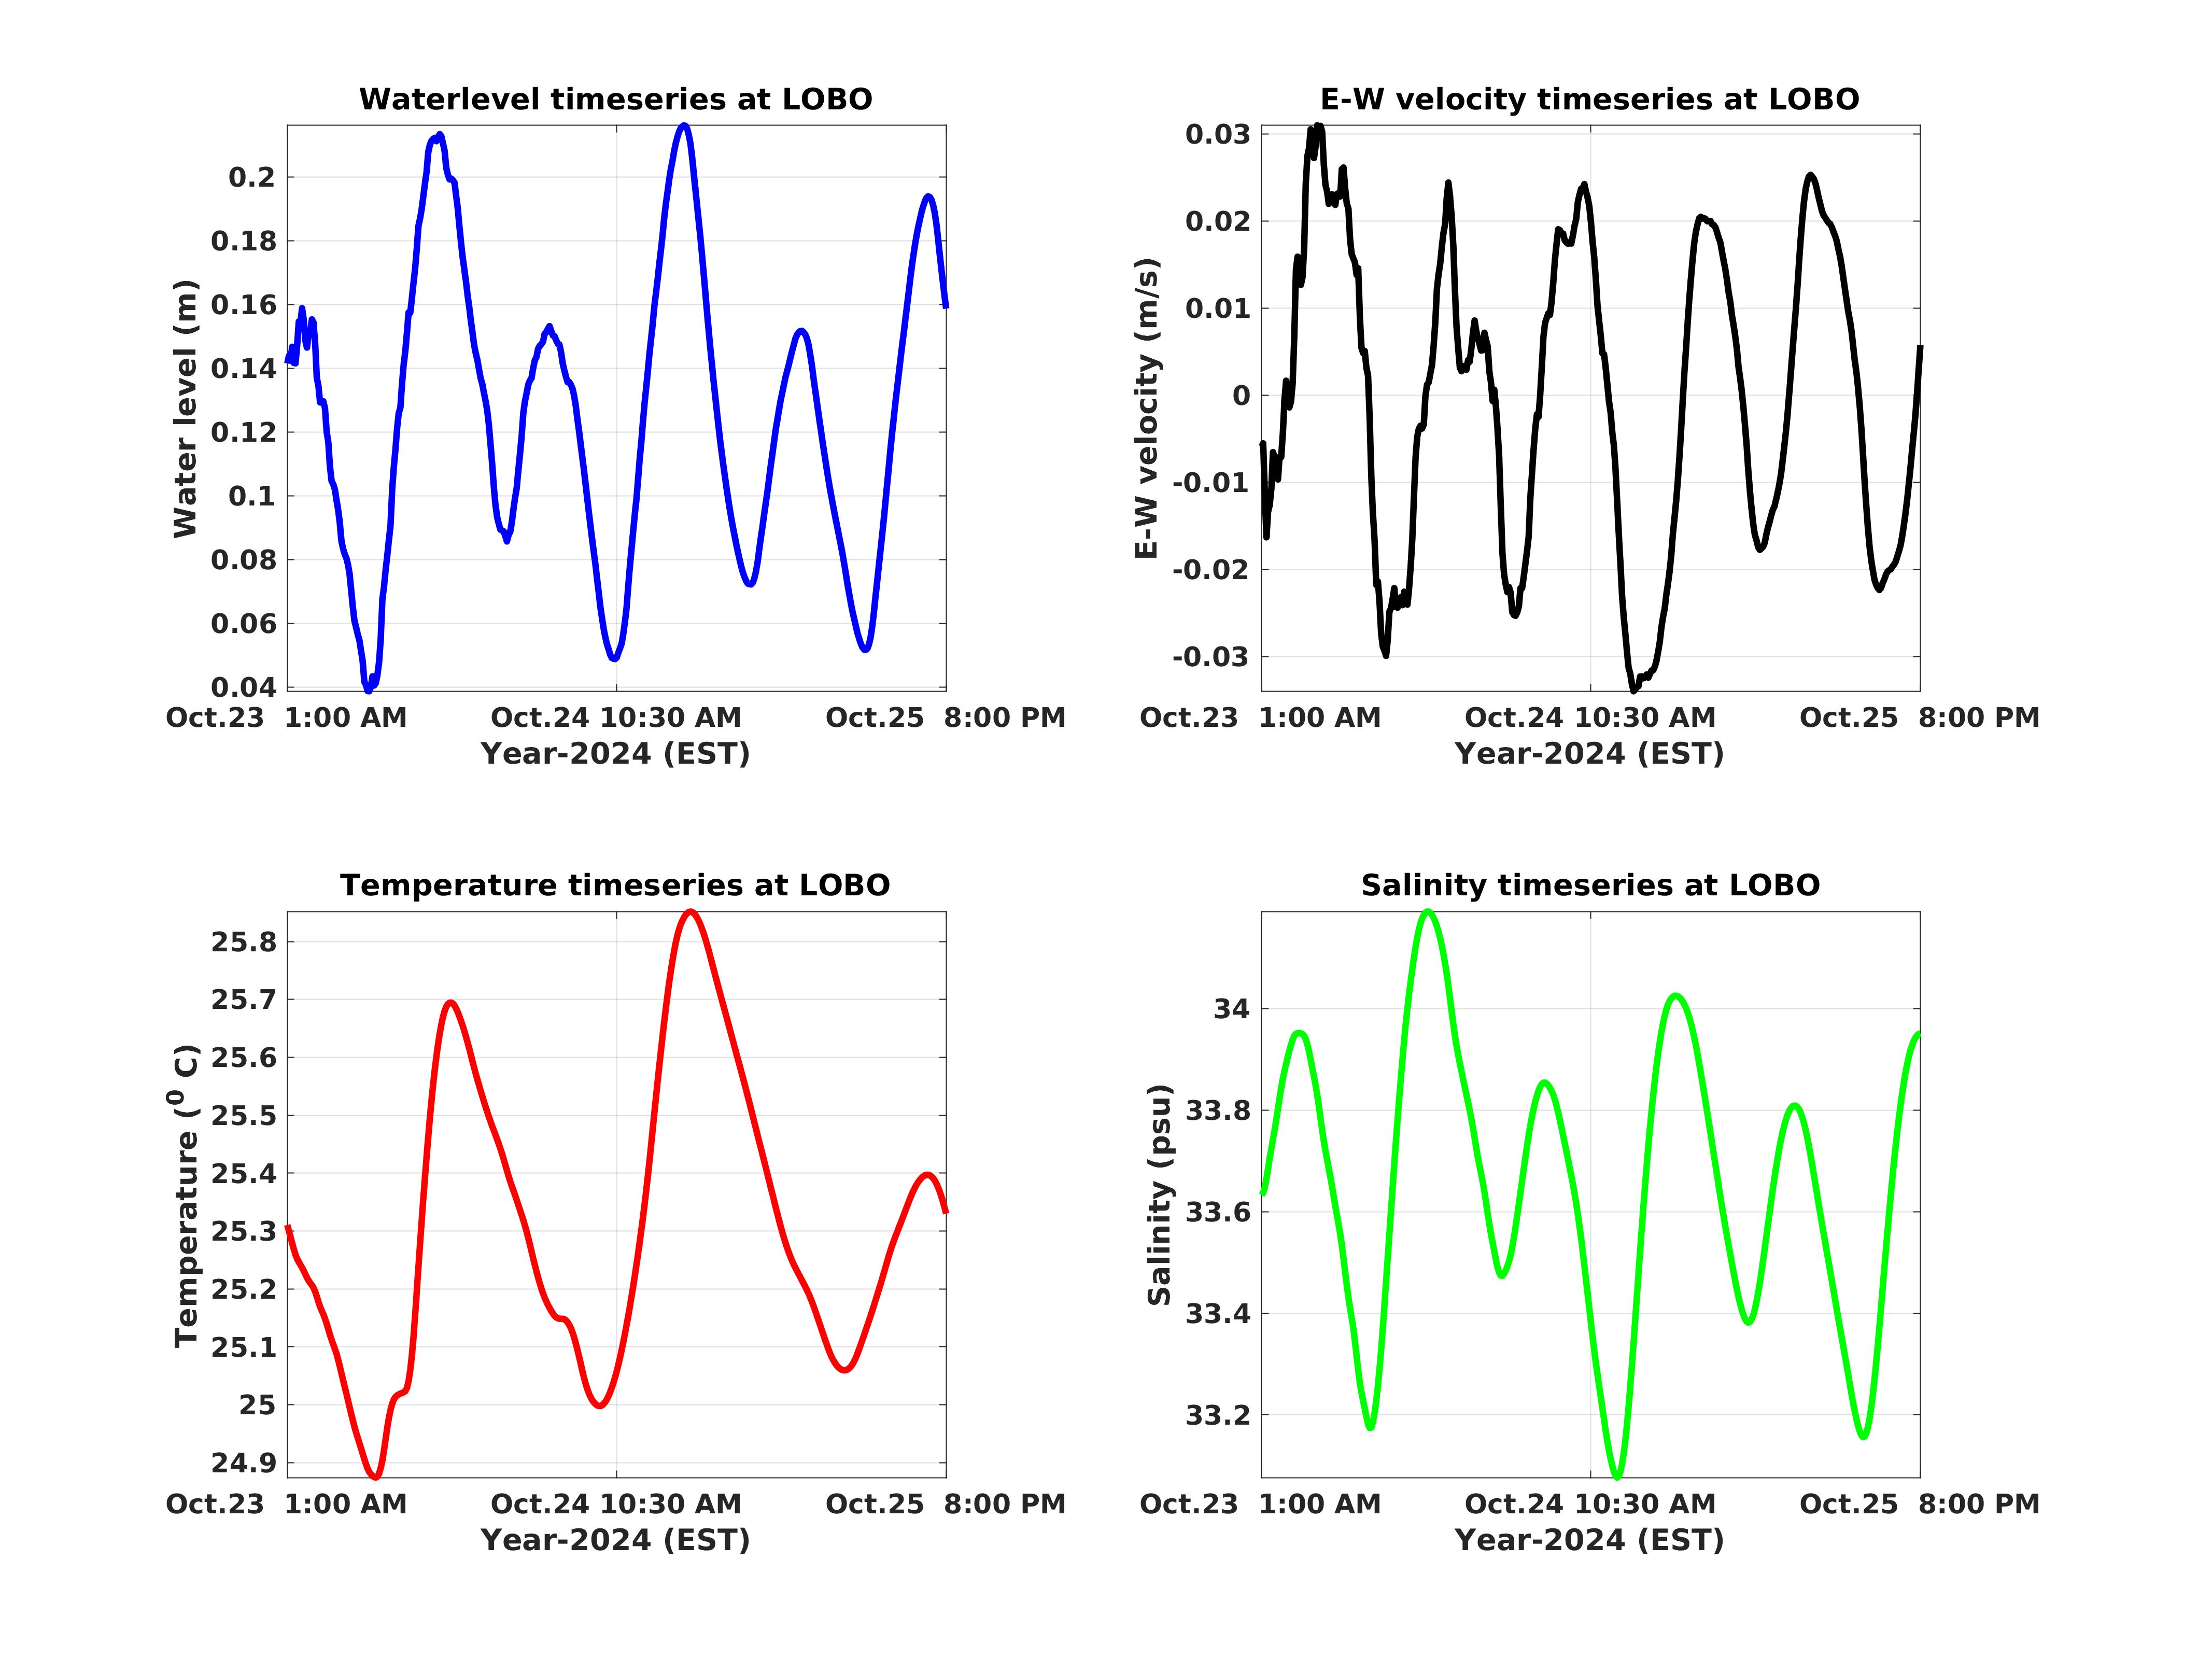 Waterlevel timeseries at LOBO
0.2
0.18
0.16
0.14
0.12
0.1
0.08
0.06
0.04
Water level (m)
Oct.23 1:00 AM Oct.24 10:30 AM Oct.25 8:00 PM
Year-2024 (EST)
E-W velocity timeseries at LOBO
0.03
0.02
0.01
0
-0.01
-0.02
-0.03
E-W velocity (m/s)
Oct.23 1:00 AM Oct.24 10:30 AM Oct.25 8:00 PM
Year-2024 (EST)
Temperature timeseries at LOBO
25.8
25.7
25.6
25.5
25.4
25.3
25.2
25.1
25
24.9
Temperature (⁰ C)
Oct.23 1:00 AM Oct.24 10:30 AM Oct.25 8:00 PM
Year-2024 (EST)
Salinity timeseries at LOBO
34
33.8
33.6
33.4
33.2
Salinity (psu)
Oct.23 1:00 AM Oct.24 10:30 AM Oct.25 8:00 PM
Year-2024 (EST)